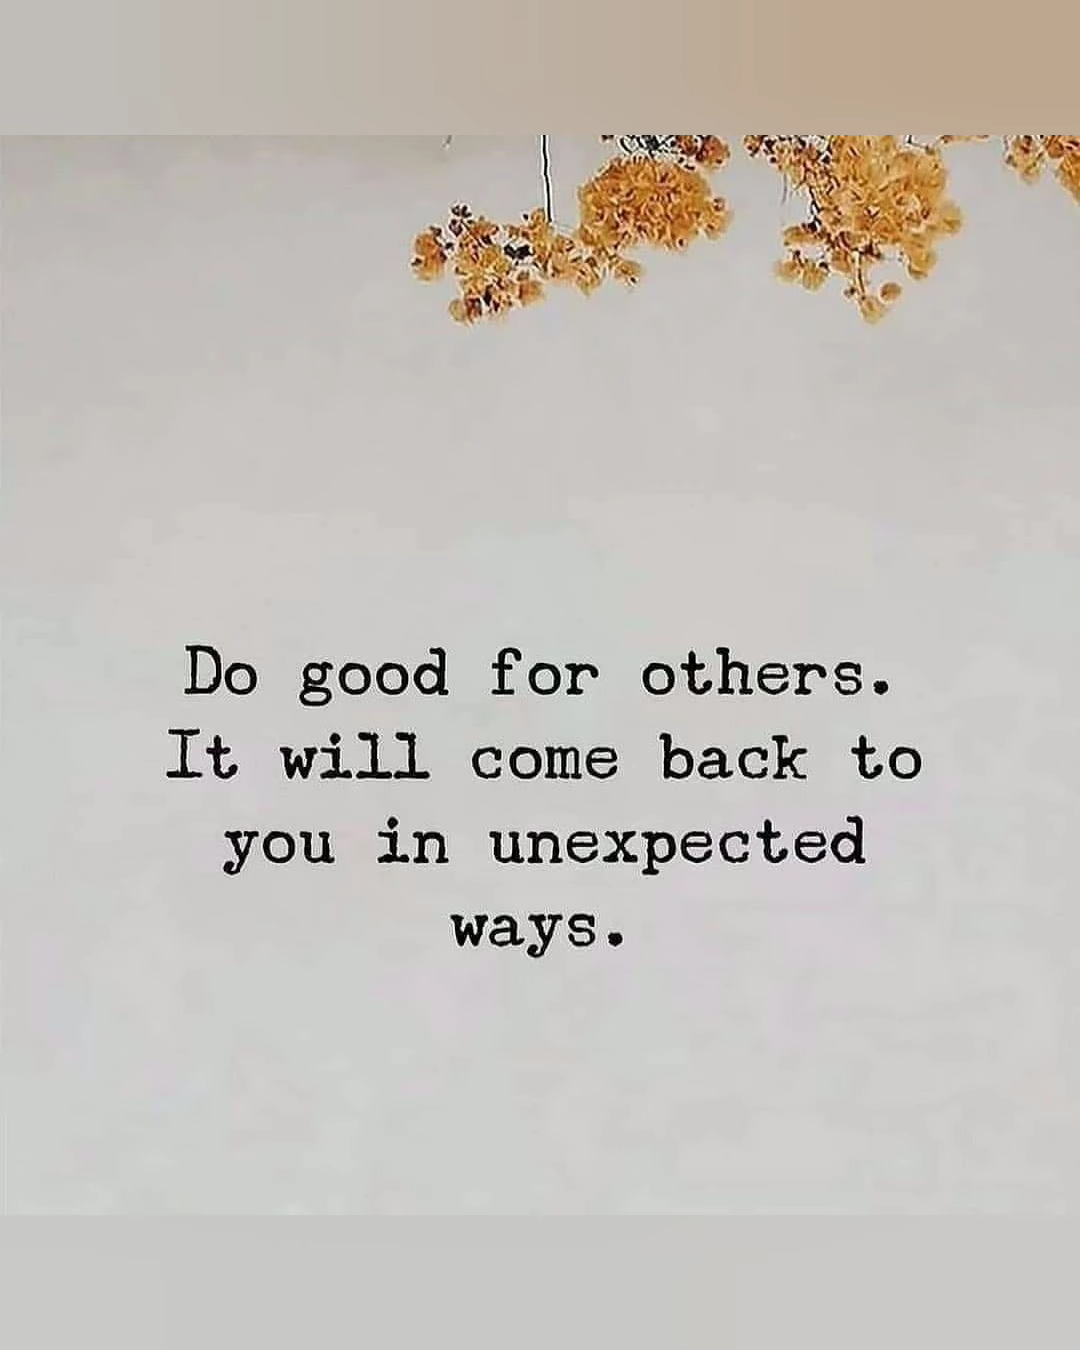 Do good for others.
It will come back to
you in unexpected
ways.